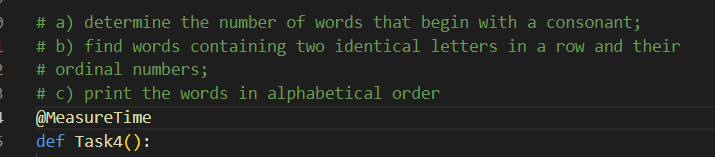 # a) determine the number of words that begin with a consonant;
# b) find words containing two identical letters in a row and their
# ordinal numbers;
# c) print the words in alphabetical order
@MeasureTime
def Task4():